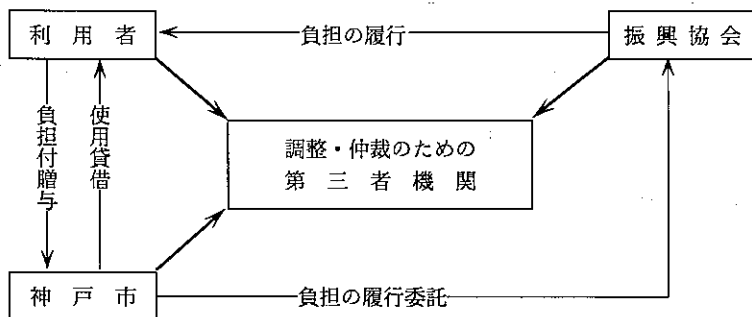 利用者
負担の履行
振興協会
負担付贈与
使用貸借
調整・仲裁のための
第三者機関
神戸市
負担の履行委託